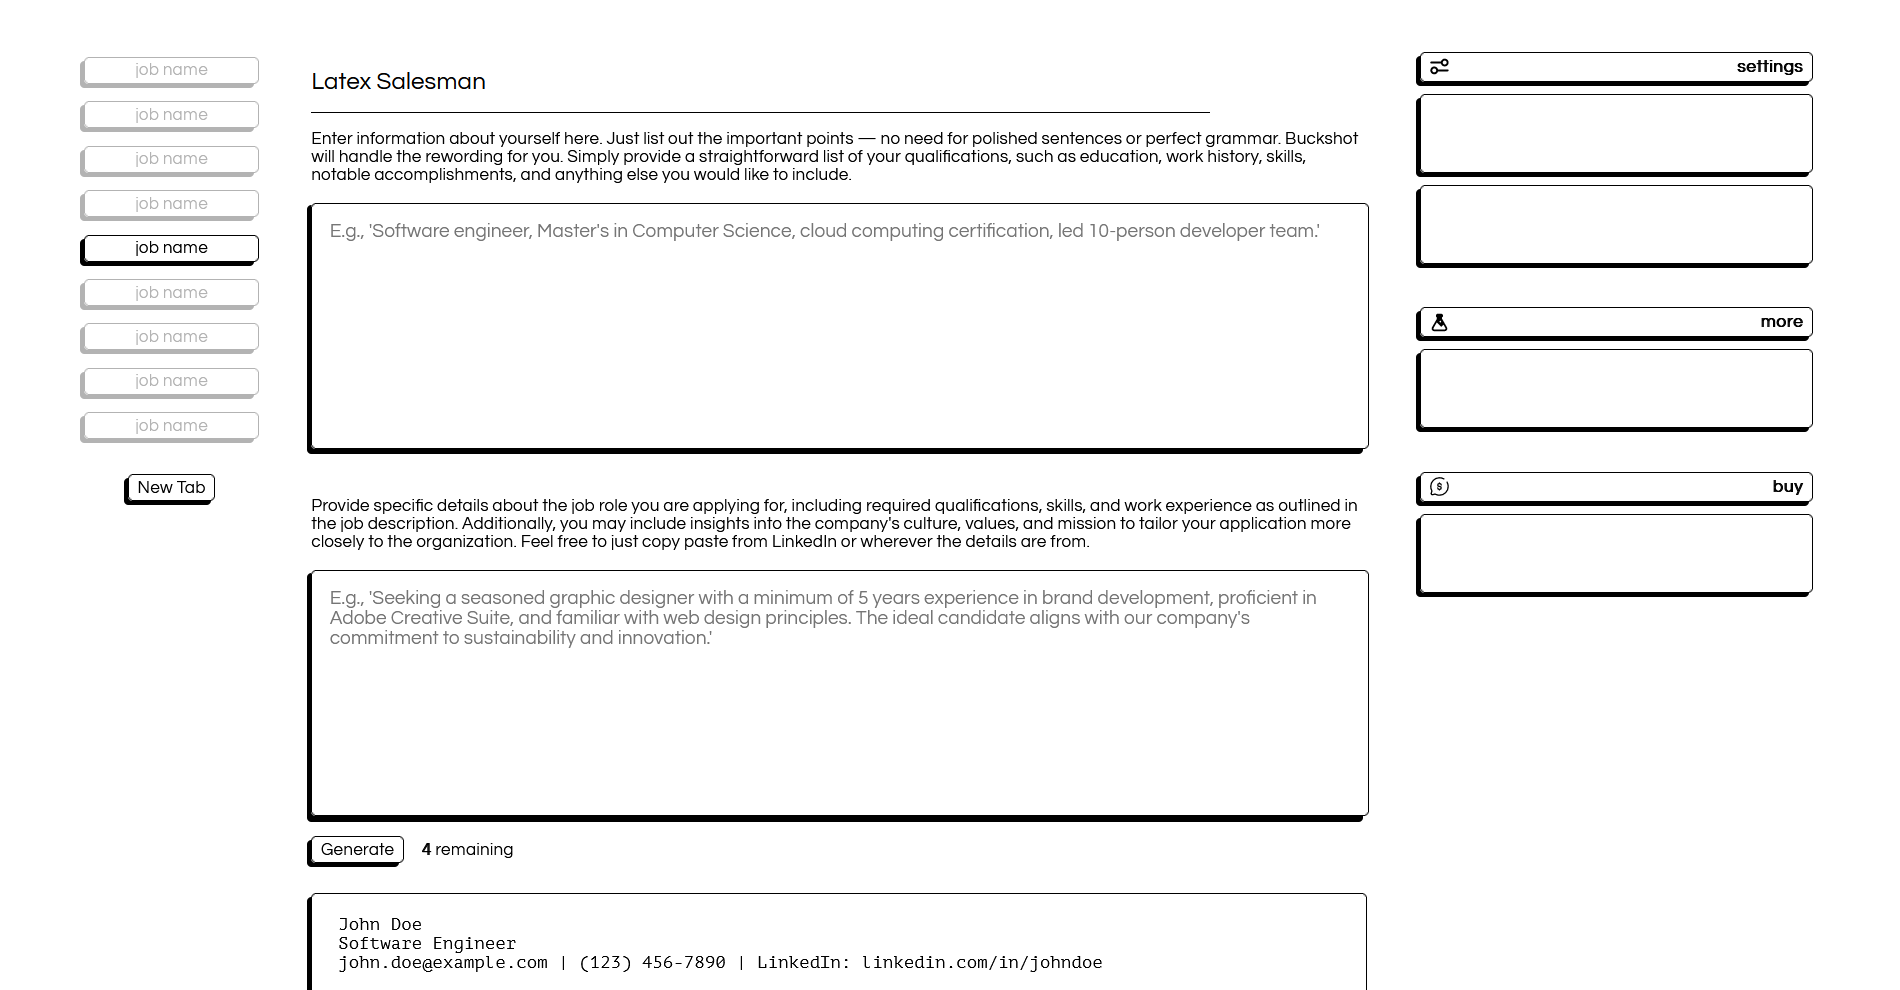 job name
job name
job name
job name
job name
job name
job name
job name
job name
New Tab
Latex Salesman
Enter information about yourself here. Just list out the important points — no need for polished sentences or perfect grammar. Buckshot
will handle the rewording for you. Simply provide a straightforward list of your qualifications, such as education, work history, skills,
notable accomplishments, and anything else you would like to include.
E.g., 'Software engineer, Master's in Computer Science, cloud computing certification, led 10-person developer team.'
Provide specific details about the job role you are applying for, including required qualifications, skills, and work experience as outlined in
the job description. Additionally, you may include insights into the company's culture, values, and mission to tailor your application more
closely to the organization. Feel free to just copy paste from LinkedIn or wherever the details are from.
E.g., 'Seeking a seasoned graphic designer with a minimum of 5 years experience in brand development, proficient in
Adobe Creative Suite, and familiar with web design principles. The ideal candidate aligns with our company's
commitment to sustainability and innovation.'
Generate 4 remaining
John Doe
Software Engineer
john.doe@example.com | (123) 456-7890 | LinkedIn: linkedin.com/in/johndoe
settings
more
buy